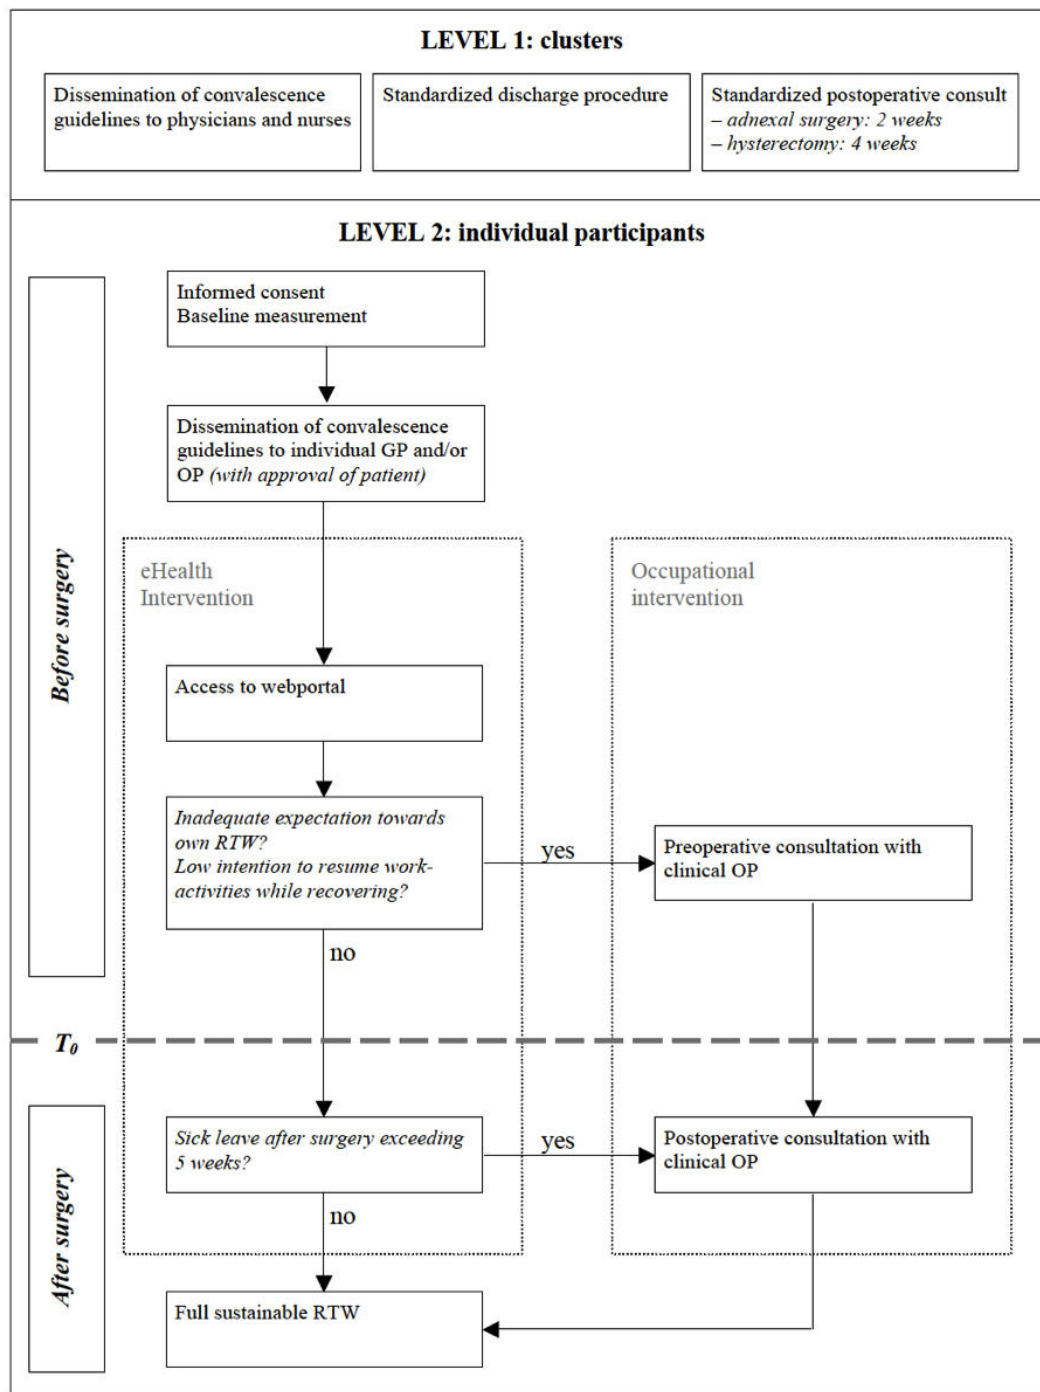 LEVEL 1: clusters
Dissemination of convalescence
guidelines to physicians and nurses
Standardized discharge procedure
Standardized postoperative consult
– adnexal surgery: 2 weeks
– hysterectomy: 4 weeks
LEVEL 2: individual participants
Before surgery
Informed consent
Baseline measurement
Dissemination of convalescence
guidelines to individual GP and/or
OP (with approval of patient)
eHealth
Intervention
Occupational
intervention
Access to webportal
Inadequate expectation towards
own RTW?
Low intention to resume work-
activities while recovering?
yes
Preoperative consultation with
clinical OP
no
T0
After surgery
Sick leave after surgery exceeding
5 weeks?
yes
Postoperative consultation with
clinical OP
no
Full sustainable RTW